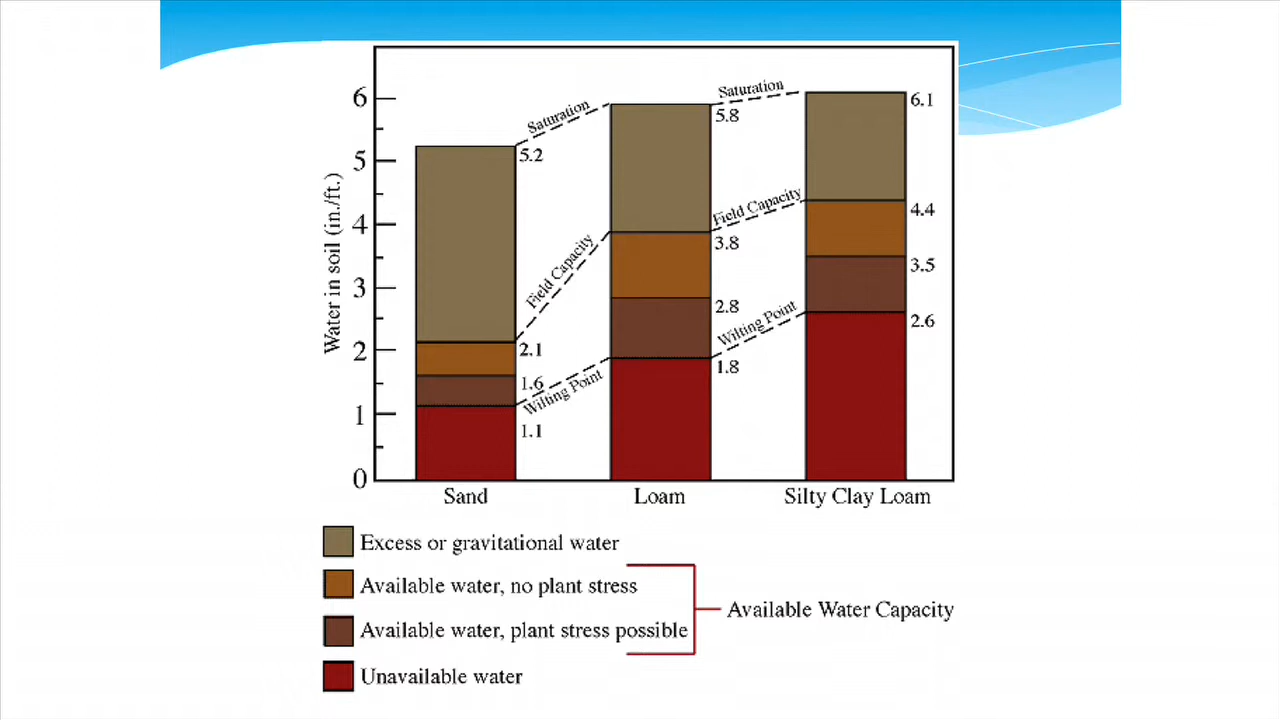 Water in soil (in./ft.)
6
5
4
3
2
1
0
Saturation
Field Capacity
Wilting Point
5.2
2.1
1.6
1.1
Saturation
Field Capacity
Wilting Point
5.8
3.8
2.8
1.8
6.1
4.4
3.5
2.6
Sand
Loam
Silty Clay Loam
Excess or gravitational water
Available water, no plant stress
Available water, plant stress possible
Available Water Capacity
Unavailable water